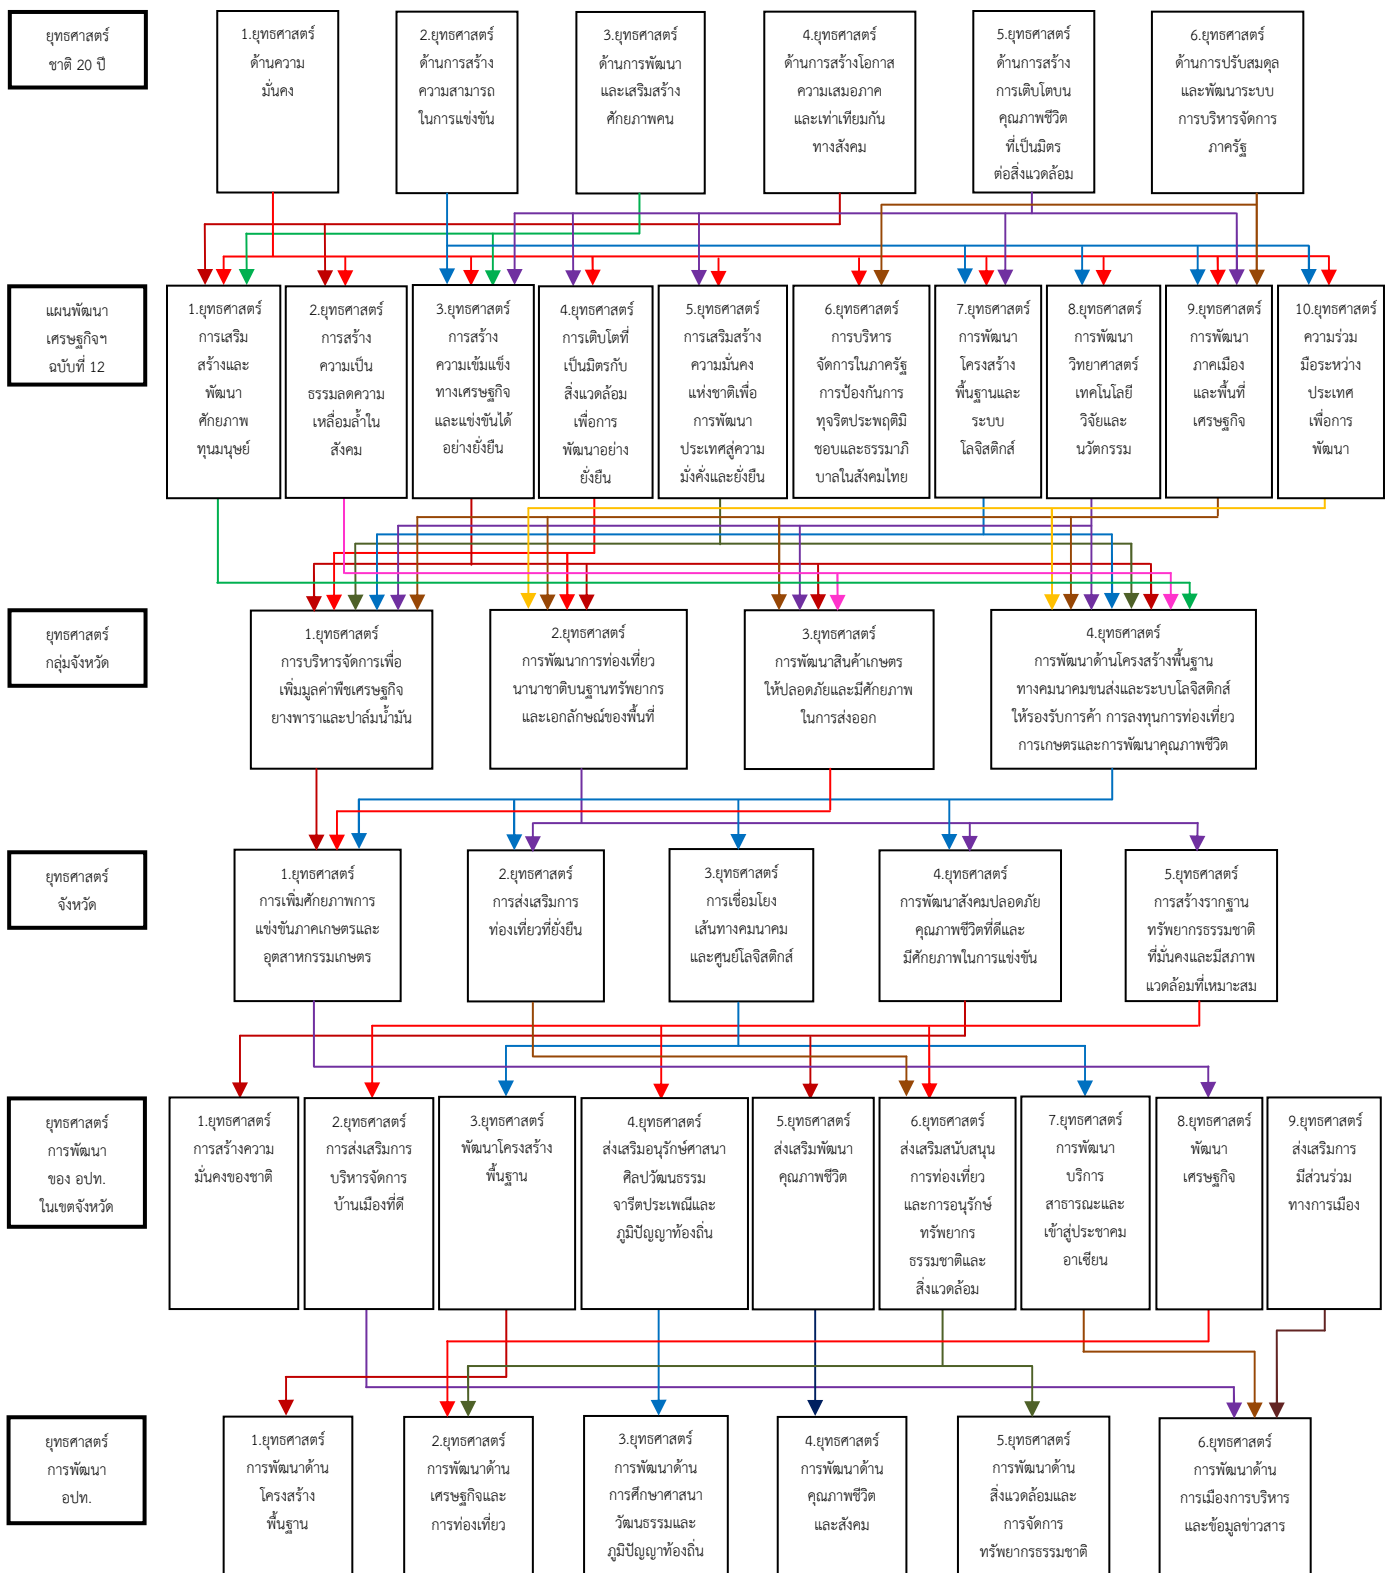 ยุทธศาสตร์
ชาติ 20 ปี
1.ยุทธศาสตร์
ด้านความ
มั่นคง
2.ยุทธศาสตร์
ด้านการสร้าง
ความสามารถ
ในการแข่งขัน
3.ยุทธศาสตร์
ด้านการพัฒนา
และเสริมสร้าง
ศักยภาพคน
4.ยุทธศาสตร์
ด้านการสร้างโอกาส
ความเสมอภาค
และเท่าเทียมกัน
ทางสังคม
5.ยุทธศาสตร์
ด้านการสร้าง
การเติบโตบน
คุณภาพชีวิต
ที่เป็นมิตร
ต่อสิ่งแวดล้อม
6.ยุทธศาสตร์
ด้านการปรับสมดุล
และพัฒนาระบบ
การบริหารจัดการ
ภาครัฐ
แผนพัฒนา
เศรษฐกิจฯ
ฉบับที่ 12
1.ยุทธศาสตร์
การเสริม
สร้างและ
พัฒนา
ศักยภาพ
ทุนมนุษย์
2.ยุทธศาสตร์
การสร้าง
ความเป็น
ธรรมลดความ
เหลื่อมล้ำใน
สังคม
3.ยุทธศาสตร์
การสร้าง
ความเข้มแข็ง
ทางเศรษฐกิจ
และแข่งขันได้
อย่างยั่งยืน
4.ยุทธศาสตร์
การเติบโตที่
เป็นมิตรกับ
สิ่งแวดล้อม
เพื่อการ
พัฒนาอย่าง
ยั่งยืน
5.ยุทธศาสตร์
การเสริมสร้าง
ความมั่นคง
แห่งชาติเพื่อ
การพัฒนา
ประเทศสู่ความ
มั่งคั่งและยั่งยืน
6.ยุทธศาสตร์
การบริหาร
จัดการในภาครัฐ
การป้องกันการ
ทุจริตประพฤติมิ
ชอบและธรรมาภิ
บาลในสังคมไทย
7.ยุทธศาสตร์
การพัฒนา
โครงสร้าง
พื้นฐานและ
ระบบ
โลจิสติกส์
8.ยุทธศาสตร์
การพัฒนา
วิทยาศาสตร์
เทคโนโลยี
วิจัยและ
นวัตกรรม
9.ยุทธศาสตร์
การพัฒนา
ภาคเมือง
และพื้นที่
เศรษฐกิจ
10.ยุทธศาสตร์
ความร่วม
มือระหว่าง
ประเทศ
เพื่อการ
พัฒนา
ยุทธศาสตร์
กลุ่มจังหวัด
1.ยุทธศาสตร์
การบริหารจัดการเพื่อ
เพิ่มมูลค่าพืชเศรษฐกิจ
ยางพาราและปาล์มน้ำมัน
2.ยุทธศาสตร์
การพัฒนาการท่องเที่ยว
นานาชาติบนฐานทรัพยากร
และเอกลักษณ์ของพื้นที่
3.ยุทธศาสตร์
การพัฒนาสินค้าเกษตร
ให้ปลอดภัยและมีศักยภาพ
ในการส่งออก
4.ยุทธศาสตร์
การพัฒนาด้านโครงสร้างพื้นฐาน
ทางคมนาคมขนส่งและระบบโลจิสติกส์
ให้รองรับการค้า การลงทุนการท่องเที่ยว
การเกษตรและการพัฒนาคุณภาพชีวิต
ยุทธศาสตร์
จังหวัด
1.ยุทธศาสตร์
การเพิ่มศักยภาพการ
แข่งขันภาคเกษตรและ
อุตสาหกรรมเกษตร
2.ยุทธศาสตร์
การส่งเสริมการ
ท่องเที่ยวที่ยั่งยืน
3.ยุทธศาสตร์
การเชื่อมโยง
เส้นทางคมนาคม
และศูนย์โลจิสติกส์
4.ยุทธศาสตร์
การพัฒนาสังคมปลอดภัย
คุณภาพชีวิตที่ดีและ
มีศักยภาพในการแข่งขัน
5.ยุทธศาสตร์
การสร้างรากฐาน
ทรัพยากรธรรมชาติ
ที่มั่นคงและมีสภาพ
แวดล้อมที่เหมาะสม
ยุทธศาสตร์
การพัฒนา
ของ อปท.
ในเขตจังหวัด
1.ยุทธศาสตร์
การสร้างความ
มั่นคงของชาติ
2.ยุทธศาสตร์
การส่งเสริมการ
บริหารจัดการ
บ้านเมืองที่ดี
3.ยุทธศาสตร์
พัฒนาโครงสร้าง
พื้นฐาน
4.ยุทธศาสตร์
ส่งเสริมอนุรักษ์ศาสนา
ศิลปวัฒนธรรม
จารีตประเพณีและ
ภูมิปัญญาท้องถิ่น
5.ยุทธศาสตร์
ส่งเสริมพัฒนา
คุณภาพชีวิต
6.ยุทธศาสตร์
ส่งเสริมสนับสนุน
การท่องเที่ยว
และการอนุรักษ์
ทรัพยากร
ธรรมชาติและ
สิ่งแวดล้อม
7.ยุทธศาสตร์
การพัฒนา
บริการ
สาธารณะและ
เข้าสู่ประชาคม
อาเซียน
8.ยุทธศาสตร์
พัฒนา
เศรษฐกิจ
9.ยุทธศาสตร์
ส่งเสริมการ
มีส่วนร่วม
ทางการเมือง
ยุทธศาสตร์
การพัฒนา
อปท.
1.ยุทธศาสตร์
การพัฒนาด้าน
โครงสร้าง
พื้นฐาน
2.ยุทธศาสตร์
การพัฒนาด้าน
เศรษฐกิจและ
การท่องเที่ยว
3.ยุทธศาสตร์
การพัฒนาด้าน
การศึกษาศาสนา
วัฒนธรรมและ
ภูมิปัญญาท้องถิ่น
4.ยุทธศาสตร์
การพัฒนาด้าน
คุณภาพชีวิต
และสังคม
5.ยุทธศาสตร์
การพัฒนาด้าน
สิ่งแวดล้อมและ
การจัดการ
ทรัพยากรธรรมชาติ
6.ยุทธศาสตร์
การพัฒนาด้าน
การเมืองการบริหาร
และข้อมูลข่าวสาร